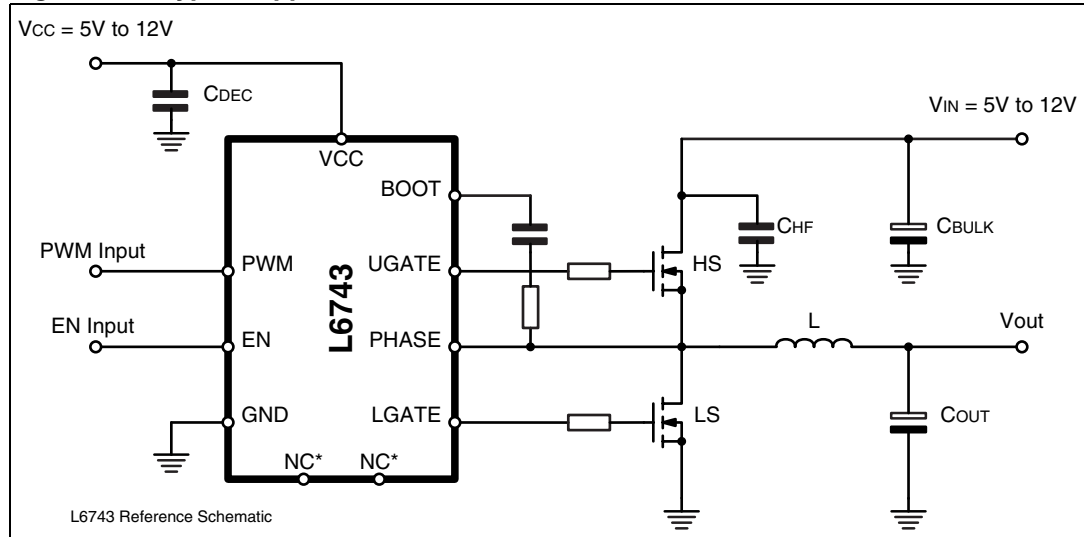 VCC = 5V to 12V
CDEC
VIN = 5V to 12V
VCC
BOOT
CHF
CBULK
PWM Input
PWM
UGATE
HS
L6743
EN Input
EN
PHASE
L
Vout
GND
LGATE
LS
COUT
NC*
NC*
L6743 Reference Schematic